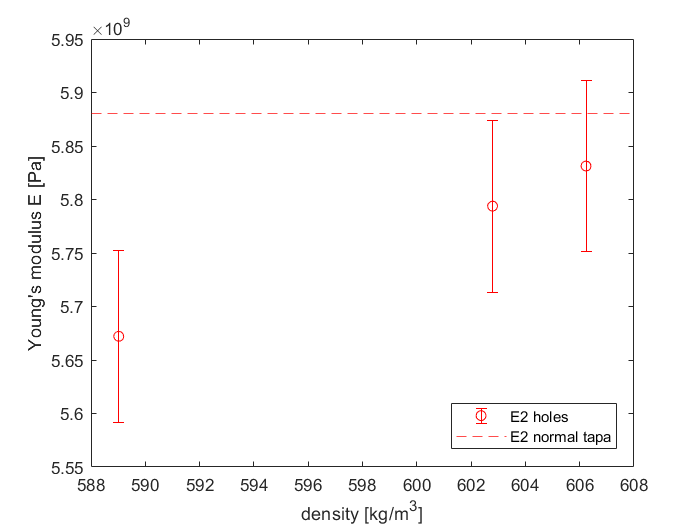 ×10⁹
5.95
5.9
5.85
5.8
5.75
5.7
5.65
5.6
5.55
Young's modulus E [Pa]
588 590 592 594 596 598 600 602 604 606 608
density [kg/m³]
E2 holes
E2 normal tapa